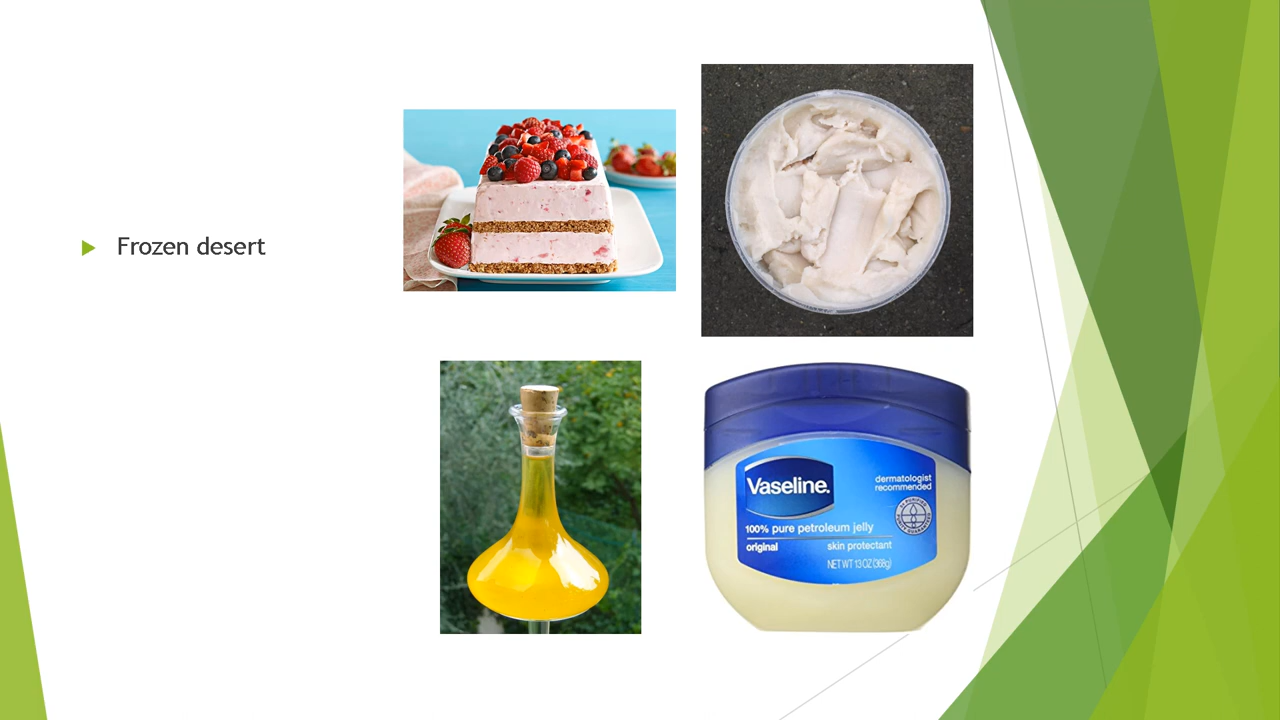 Frozen desert
Vaseline.
dermatologist
recommended
100% pure petroleum jelly
original
skin protectant
NET WT 13 OZ (368g)